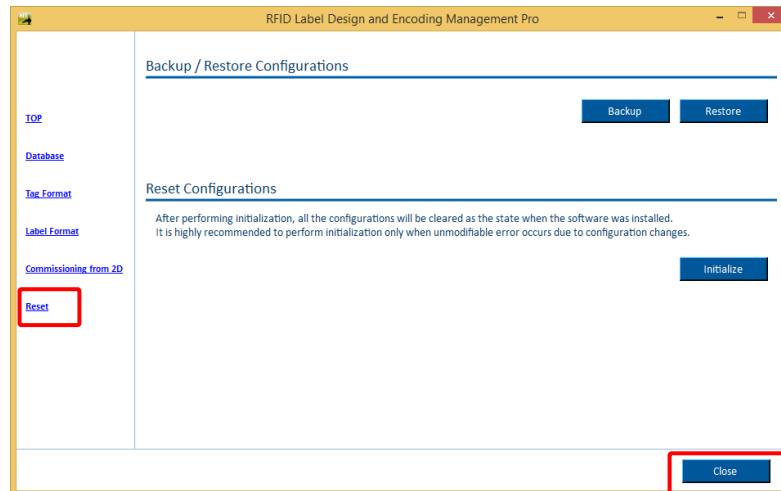 RFID Label Design and Encoding Management Pro
Backup / Restore Configurations
Backup
Restore
TOP
Database
Tag Format
Label Format
Commissioning from 2D
Reset
Reset Configurations
After performing initialization, all the configurations will be cleared as the state when the software was installed.
It is highly recommended to perform initialization only when unmodifiable error occurs due to configuration changes.
Initialize
Close